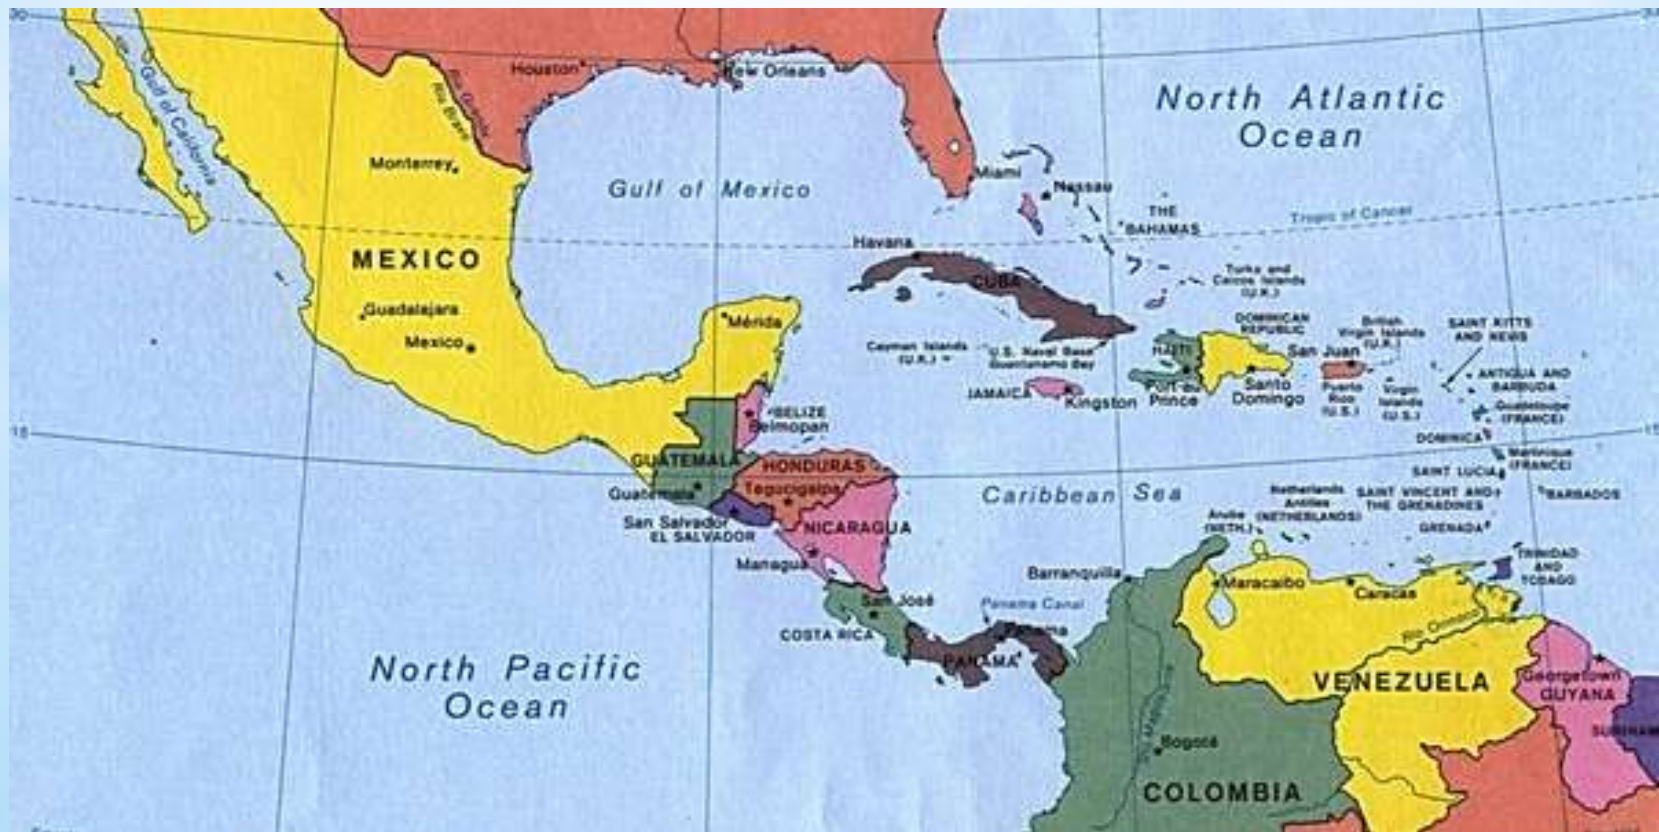 30
Houston
New Orleans
North Atlantic
Ocean
Gulf of California
Rio Grande
Rio Bravo
Monterrey
Gulf of Mexico
Miami
Nassau
THE
BAHAMAS
Tropic of Cancer
MEXICO
Havana
CUBA
Turks and
Caicos Islands
(U.K.)
Guadalajara
Mexico
Mérida
Cayman Islands
(U.K.)
U.S. Naval Base
Guantanamo Bay
HAITI
DOMINICAN
REPUBLIC
San Juan
British
Virgin Islands
(U.K.)
SAINT KITTS
AND NEVIS
JAMAICA
Kingston
Port-au
Prince
Santo
Domingo
Puerto
Rico
(U.S.)
Virgin
Islands
(U.S.)
ANTIGUA AND
BARBUDA
Guadeloupe
(FRANCE)
DOMINICA
15
15
BELIZE
Belmopan
GUATEMALA
HONDURAS
Guatemala
Tegucigalpa
Caribbean Sea
Martinique
(FRANCE)
SAINT LUCIA
BARBADOS
San Salvador
EL SALVADOR
NICARAGUA
Managua
Aruba
(NETH.)
Netherlands
Antilles
(NETHERLANDS)
SAINT VINCENT AND
THE GRENADINES
GRENADA
TRINIDAD
AND
TOBAGO
Barranquilla
Maracaibo
Caracas
San José
COSTA RICA
Panama Canal
Panama
PANAMA
Rio Orinoco
North Pacific
Ocean
VENEZUELA
Georgetown
GUYANA
SURINAM
Bogotá
COLOMBIA